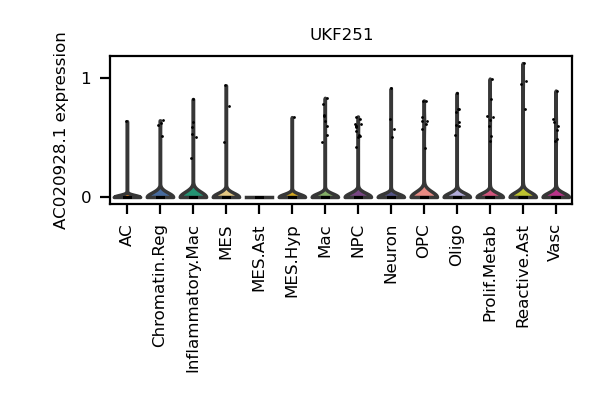 UKF251
AC020928.1 expression
1
0
AC
Chromatin.Reg
Inflammatory.Mac
MES
MES.Ast
MES.Hyp
Mac
NPC
Neuron
OPC
Oligo
Prolif.Metab
Reactive.Ast
Vasc